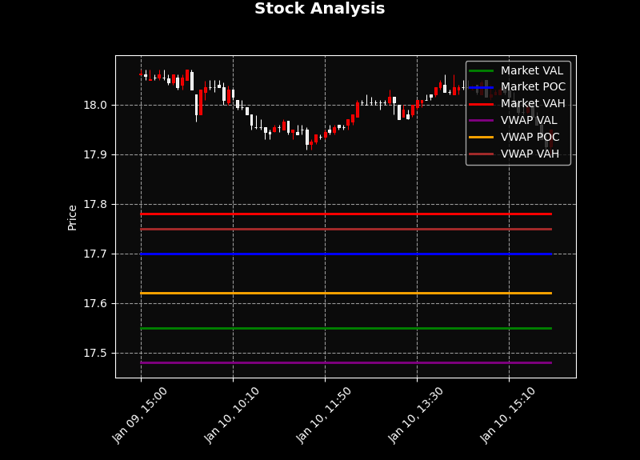 Stock Analysis
Market VAL
Market POC
Market VAH
VWAP VAL
VWAP POC
VWAP VAH
Price
18.0
17.9
17.8
17.7
17.6
17.5
Jan 09, 15:00
Jan 10, 10:10
Jan 10, 11:50
Jan 10, 13:30
Jan 10, 15:10